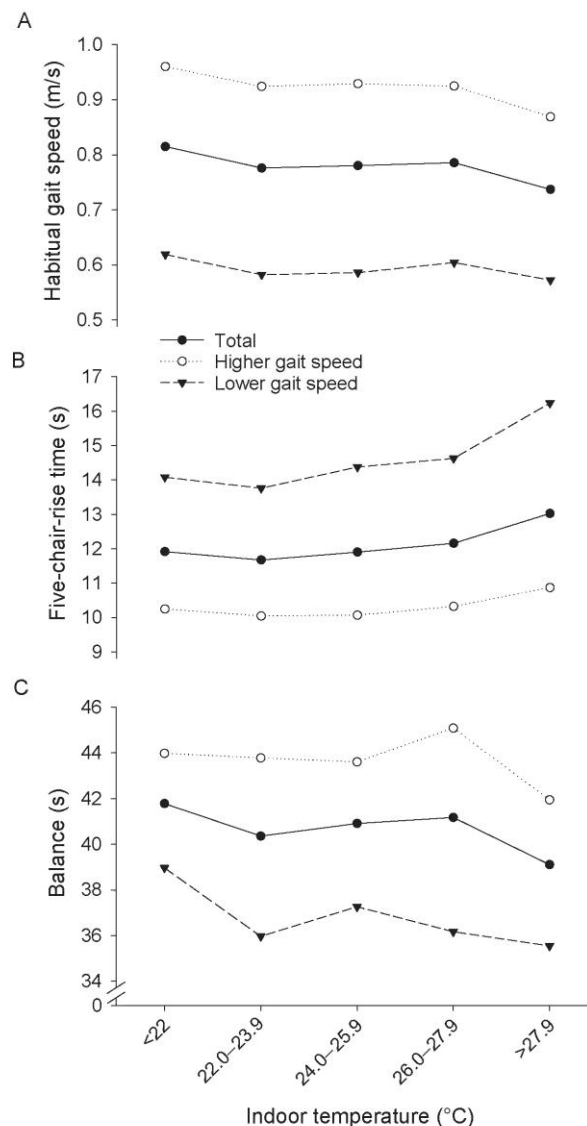 A
Habitual gait speed (m/s)
1.0
0.9
0.8
0.7
0.6
0.5
Total
Higher gait speed
Lower gait speed
B
Five-chair-rise time (s)
17
16
15
14
13
12
11
10
9
C
Balance (s)
46
44
42
40
38
36
34
0
<22
22.0–23.9
24.0–25.9
26.0–27.9
>27.9
Indoor temperature (°C)